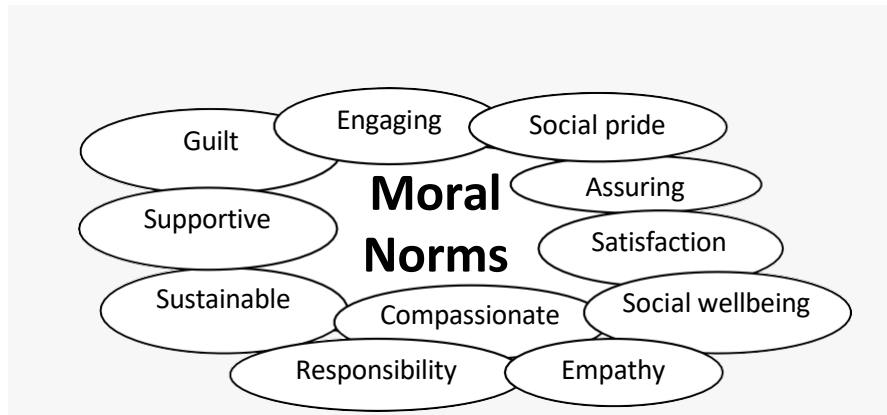 Engaging
Social pride
Guilt
Moral
Norms
Assuring
Supportive
Satisfaction
Sustainable
Compassionate
Social wellbeing
Responsibility
Empathy